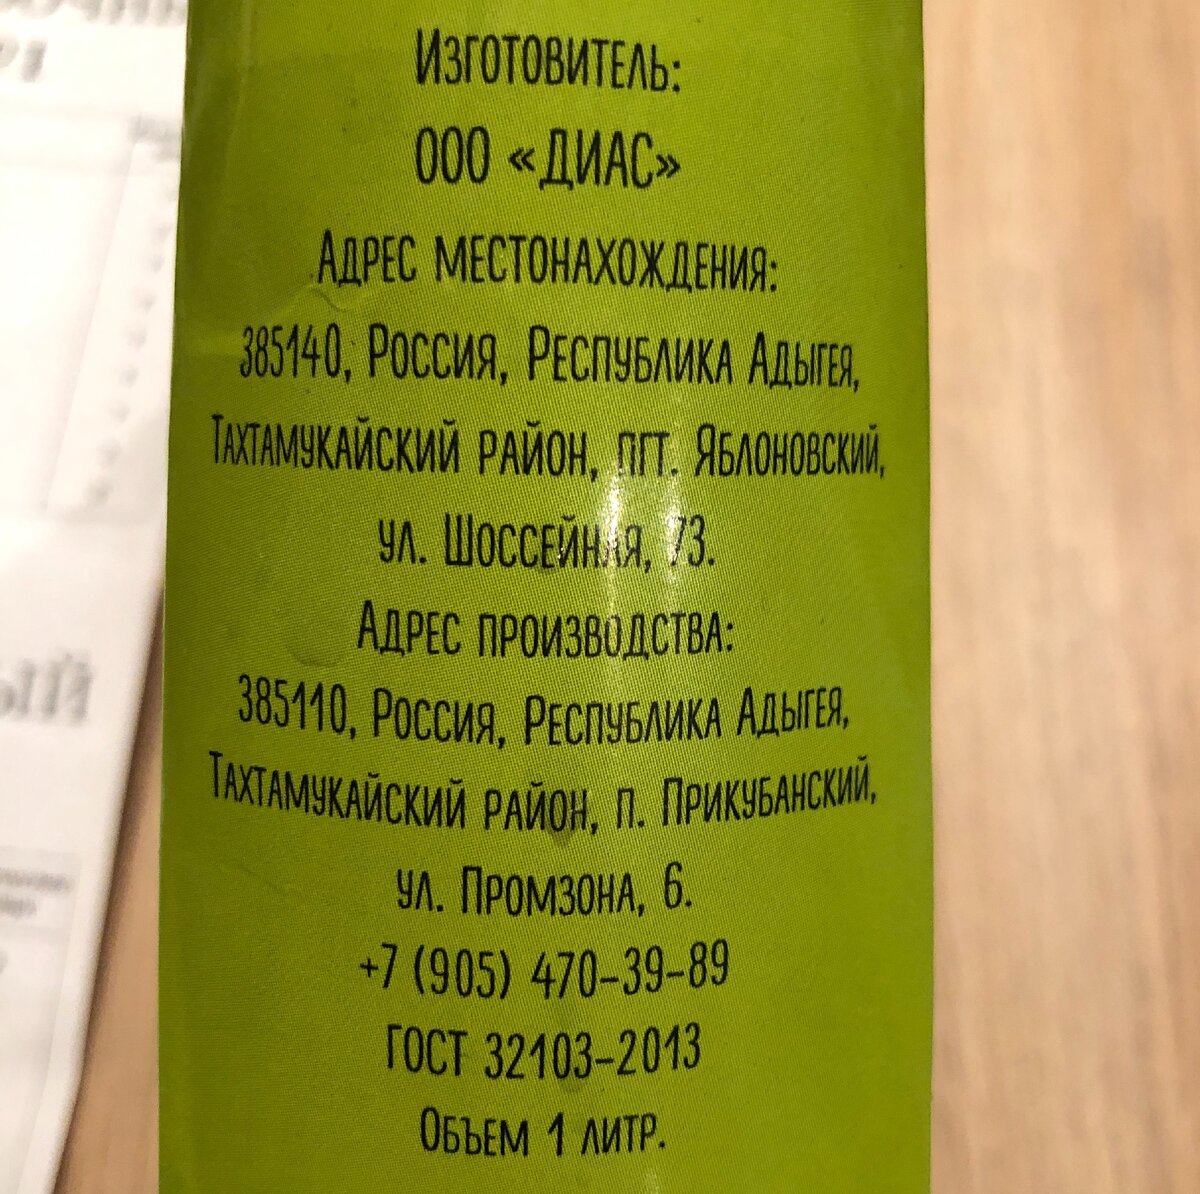 Изготовитель:
ООО «ДИАС»
Адрес местонахождения:
385140, Россия, Республика Адыгея,
Тахтамукайский район, пгт. Яблоновский,
ул. Шоссейная, 73.
Адрес производства:
385110, Россия, Республика Адыгея,
Тахтамукайский район, п. Прикубанский,
ул. Промзона, 6.
+7 (905) 470-39-89
ГОСТ 32103-2013
Объем 1 литр.